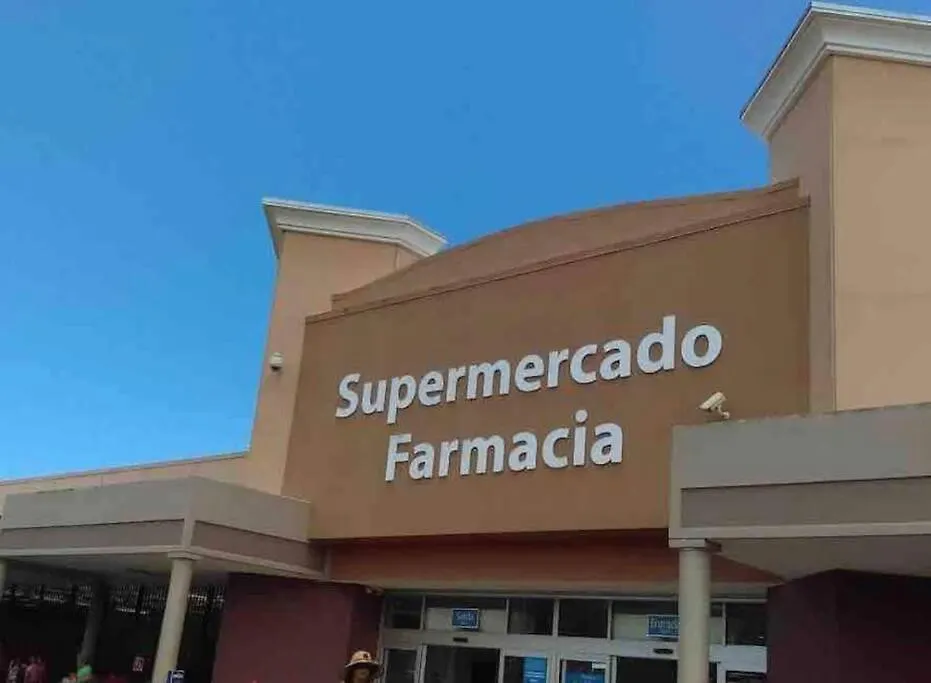 Supermercado
Farmacia
Salida
Entrada